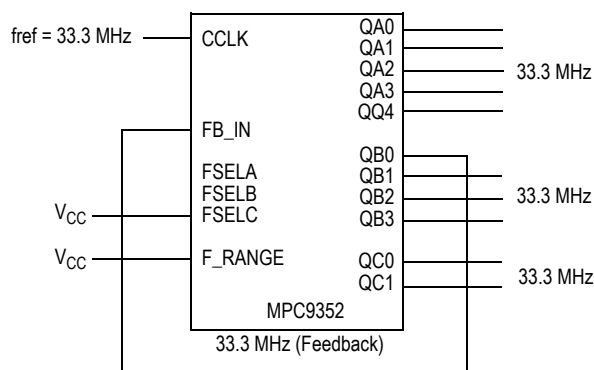 fref = 33.3 MHz
CCLK
QA0
QA1
QA2
33.3 MHz
QA3
QQ4
FB_IN
QB0
FSELA
QB1
FSELB
QB2
33.3 MHz
VCC
FSELC
QB3
VCC
F_RANGE
QC0
33.3 MHz
QC1
MPC9352
33.3 MHz (Feedback)